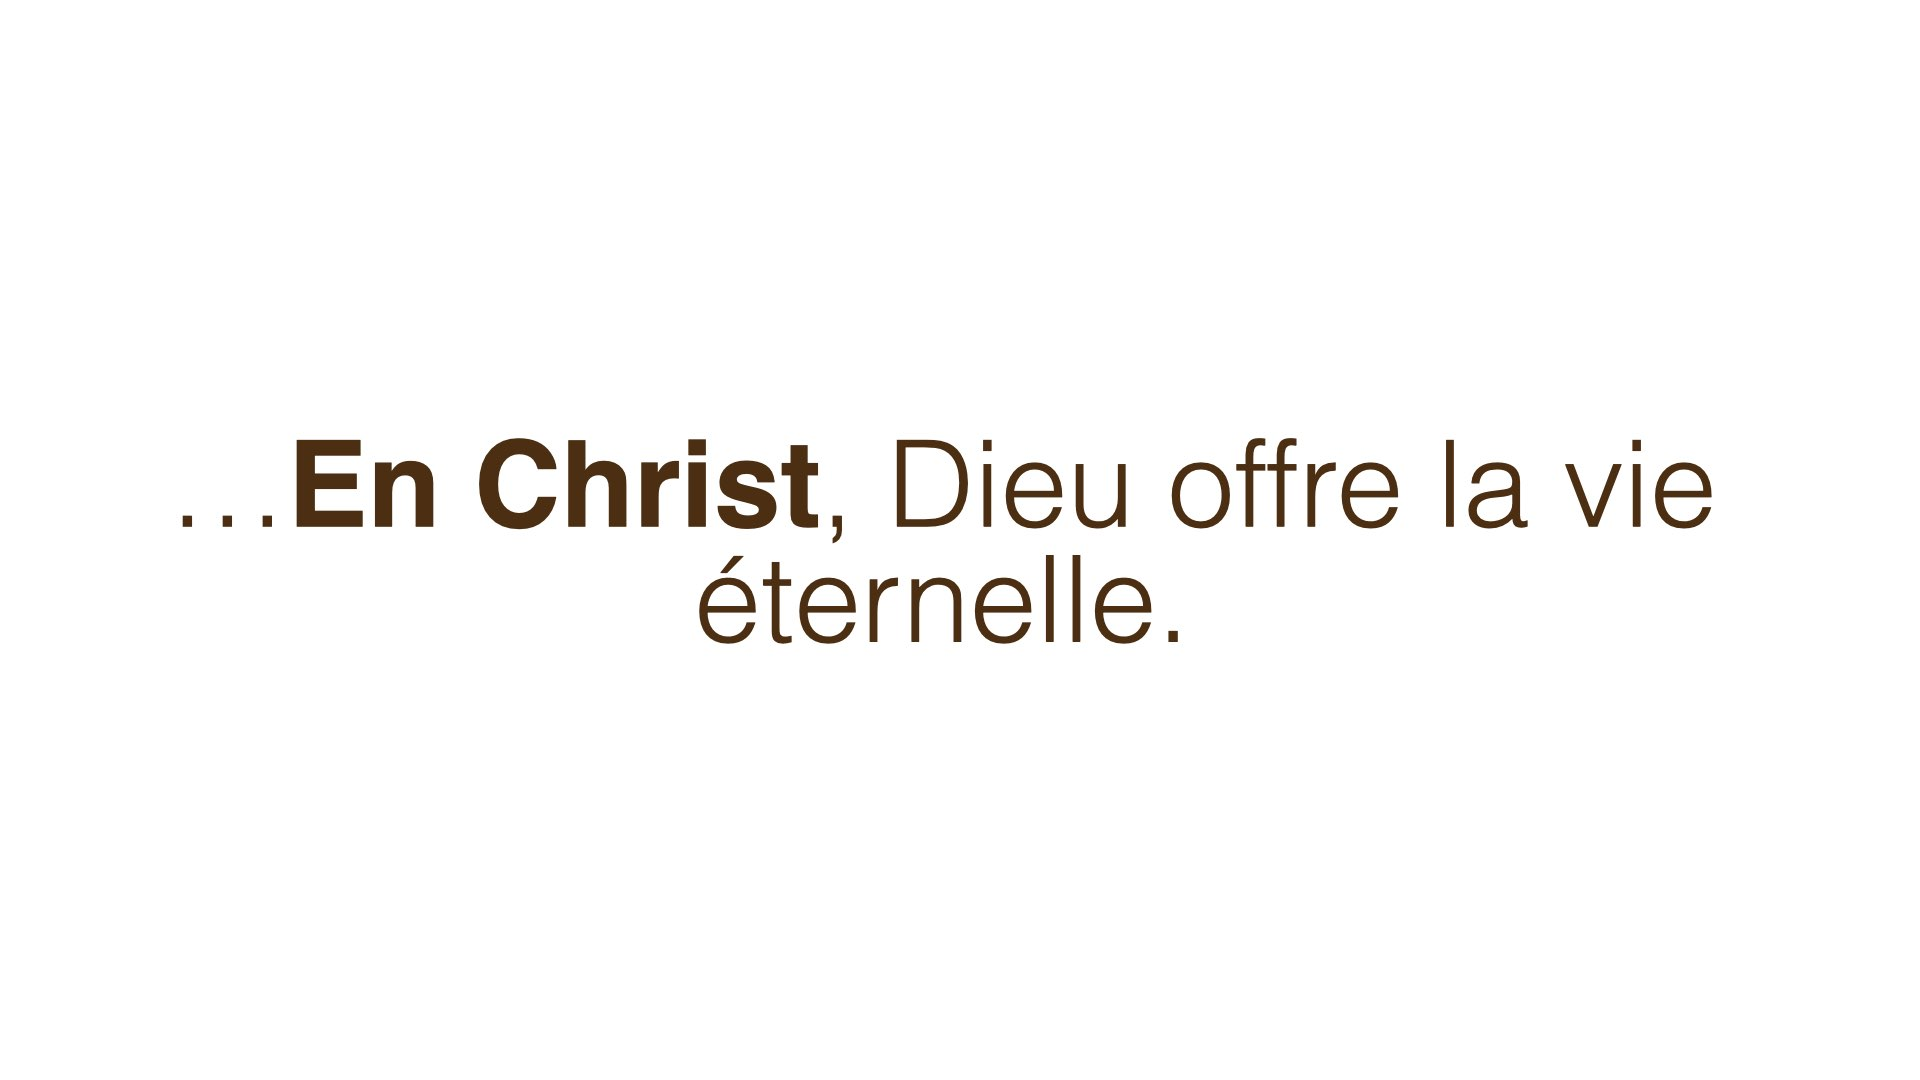 …En Christ, Dieu offre la vie
éternelle.